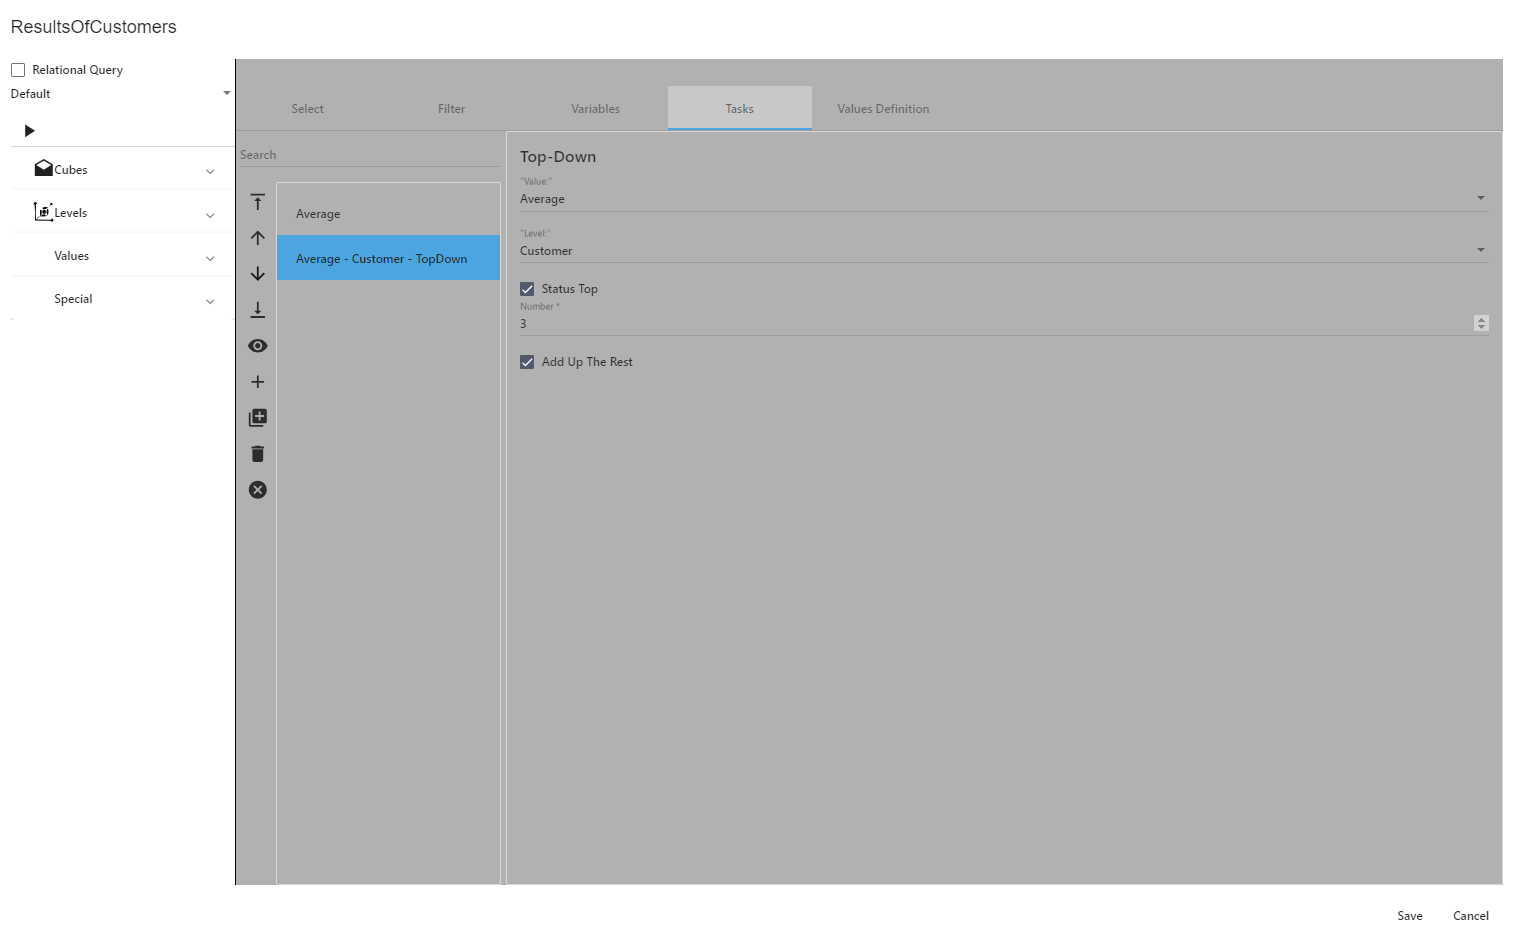 ResultsOfCustomers
Relational Query
Default
Cubes
Levels
Values
Special
Select
Filter
Variables
Tasks
Values Definition
Search
Average
Average - Customer - TopDown
Top-Down
"Value:"
Average
"Level:"
Customer
Status Top
Number *
3
Add Up The Rest
Save
Cancel